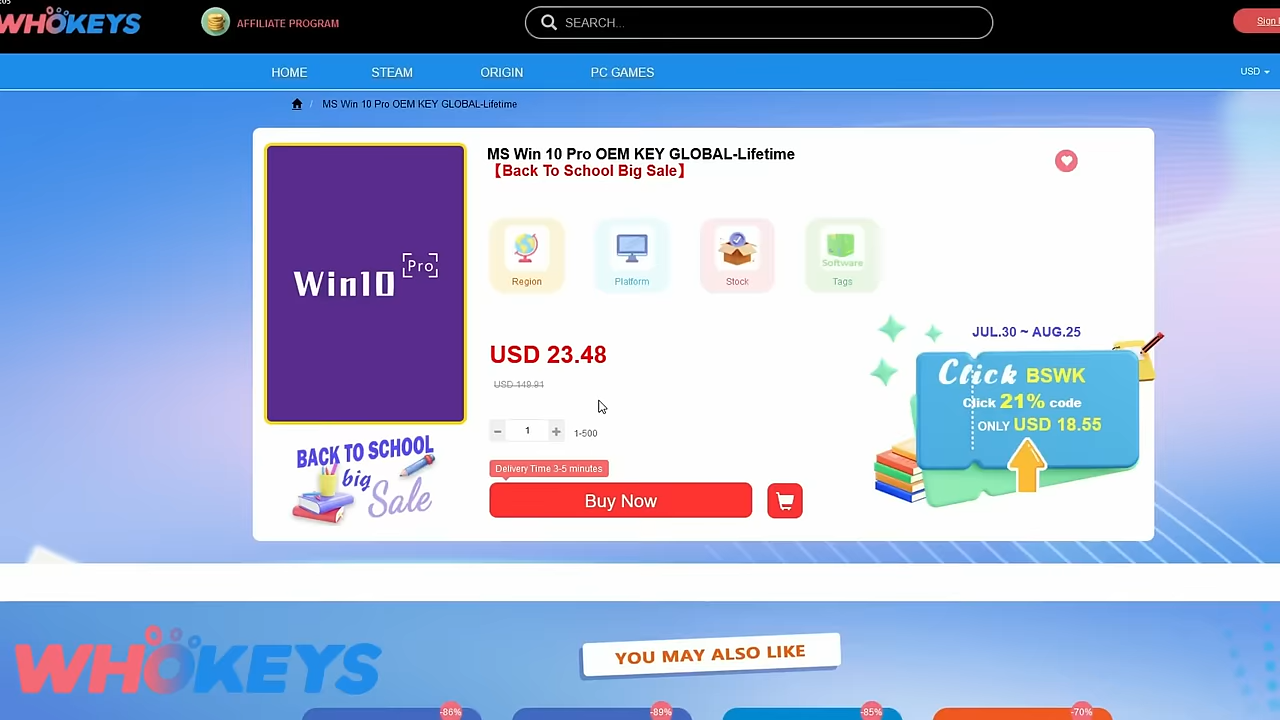 WHOKEYS
AFFILIATE PROGRAM
SEARCH...
HOME
STEAM
ORIGIN
PC GAMES
USD
/ MS Win 10 Pro OEM KEY GLOBAL-Lifetime
Win10 [Pro]
MS Win 10 Pro OEM KEY GLOBAL-Lifetime
【Back To School Big Sale】
Region
Platform
Stock
Software
Tags
USD 23.48
USD 149.91
- 1 + 1-500
Delivery Time 3-5 minutes
Buy Now
BACK TO SCHOOL
big
Sale
JUL.30 ~ AUG.25
Click BSWK
Click 21% code
ONLY USD 18.55
WHOKEYS
YOU MAY ALSO LIKE
-86%
-89%
-85%
-70%